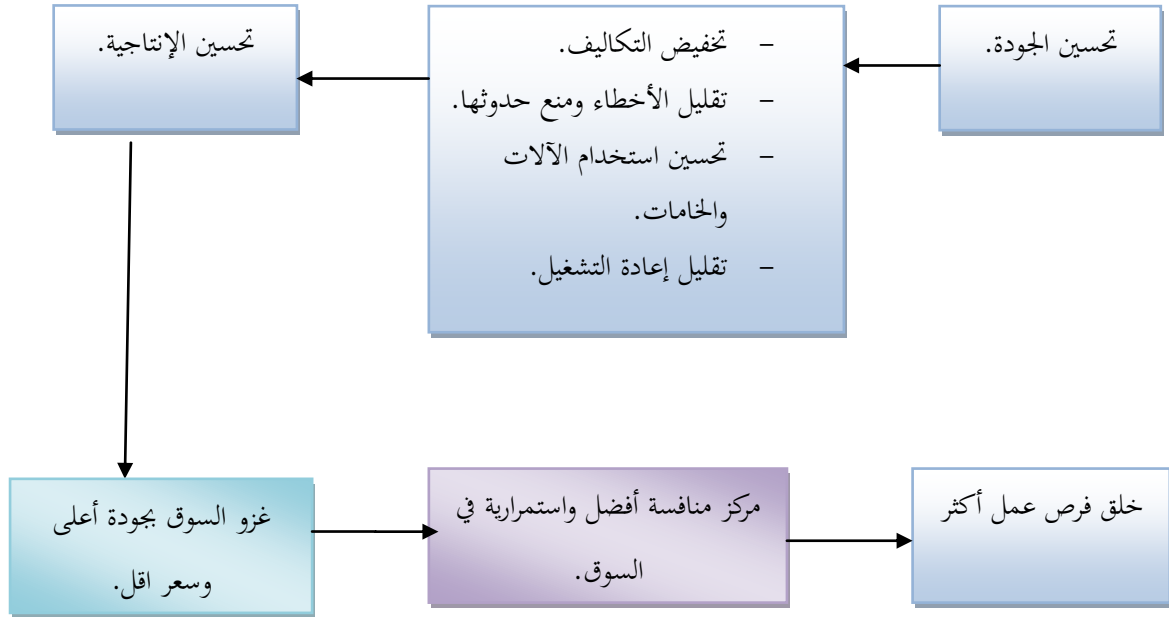 تحسين الجودة.
– تخفيض التكاليف.
– تقليل الأخطاء ومنع حدوثها.
– تحسين استخدام الآلات
والخامات.
– تقليل إعادة التشغيل.
تحسين الإنتاجية.
غزو السوق بجودة أعلى
وسعر اقل.
مركز منافسة أفضل واستمرارية في
السوق.
خلق فرص عمل أكثر